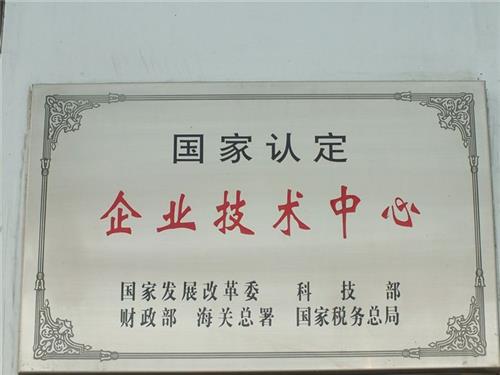 国家认定
企业技术中心
国家发展改革委 科技部
财政部 海关总署 国家税务总局